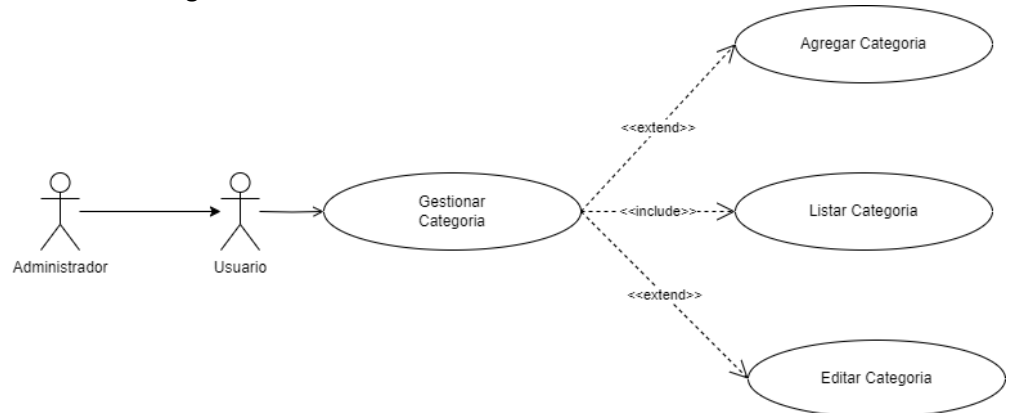 Agregar Categoria
<<extend>>
Gestionar
Categoria
<<include>>
Listar Categoria
Administrador
Usuario
<<extend>>
Editar Categoria